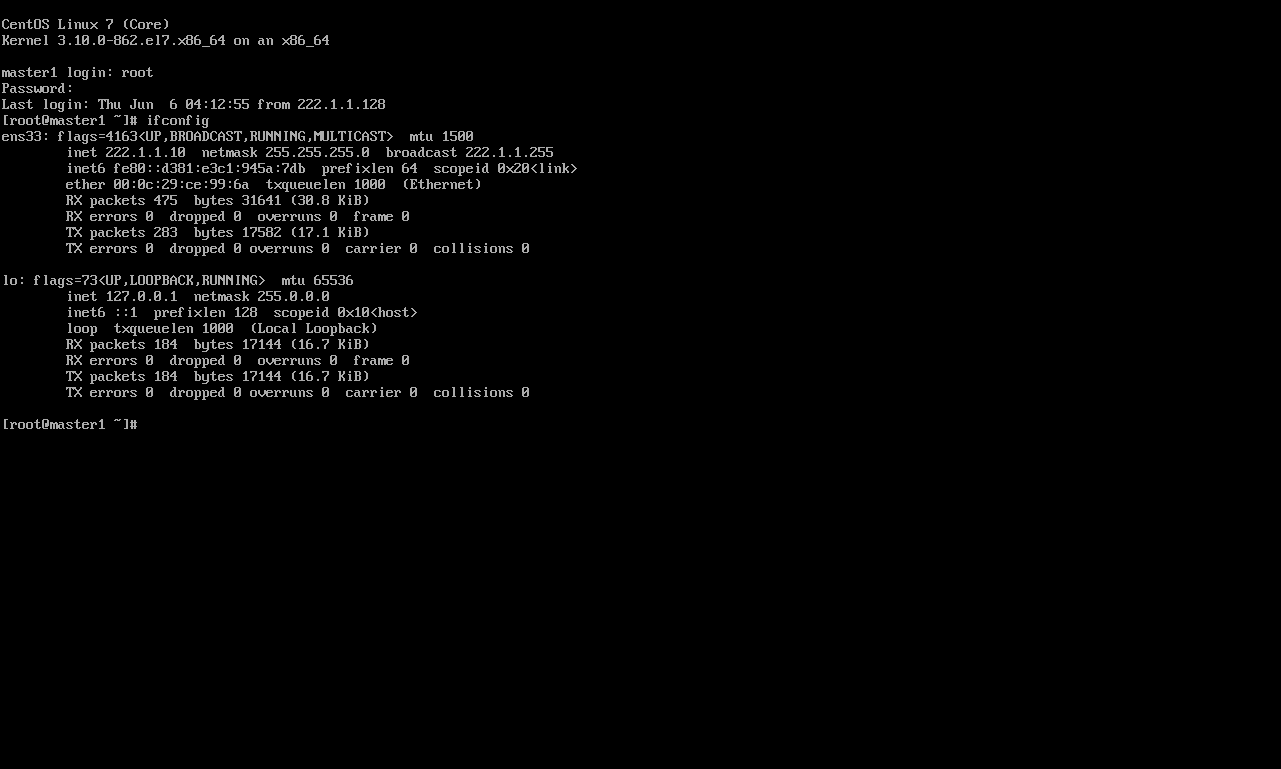 CentOS Linux 7 (Core)
Kernel 3.10.0-862.el7.x86_64 on an x86_64
master1 login: root
Password:
Last login: Thu Jun  6 04:12:55 from 222.1.1.128
[root@master1 ~]# ifconfig
ens33: flags=4163<UP,BROADCAST,RUNNING,MULTICAST>  mtu 1500
        inet 222.1.1.10  netmask 255.255.255.0  broadcast 222.1.1.255
        inet6 fe80::d381:e3c1:945a:7db  prefixlen 64  scopeid 0x20<link>
        ether 00:0c:29:ce:99:6a  txqueuelen 1000  (Ethernet)
        RX packets 475  bytes 31641 (30.8 KiB)
        RX errors 0  dropped 0  overruns 0  frame 0
        TX packets 283  bytes 17582 (17.1 KiB)
        TX errors 0  dropped 0 overruns 0  carrier 0  collisions 0
lo: flags=73<UP,LOOPBACK,RUNNING>  mtu 65536
        inet 127.0.0.1  netmask 255.0.0.0
        inet6 ::1  prefixlen 128  scopeid 0x10<host>
        loop  txqueuelen 1000  (Local Loopback)
        RX packets 184  bytes 17144 (16.7 KiB)
        RX errors 0  dropped 0  overruns 0  frame 0
        TX packets 184  bytes 17144 (16.7 KiB)
        TX errors 0  dropped 0 overruns 0  carrier 0  collisions 0
[root@master1 ~]#